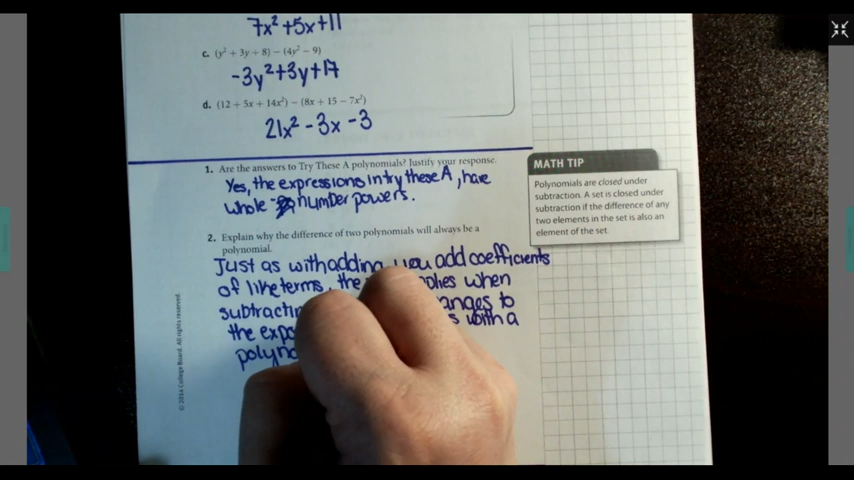 7x² + 5x + 11
c. (y² + 3y + 8) − (4y² − 9)
-3y² + 3y + 17
d. (12 + 5x + 14x²) − (8x + 15 − 7x²)
21x² - 3x - 3
1. Are the answers to Try These A polynomials? Justify your response.
Yes, the expressions in try these A, have
whole - number powers.
2. Explain why the difference of two polynomials will always be a
polynomial.
Just as with adding you add coefficients
of like terms, the when
subtracting to
the with a
MATH TIP
Polynomials are closed under
subtraction. A set is closed under
subtraction if the difference of any
two elements in the set is also an
element of the set.
© 2014 College Board. All rights reserved.